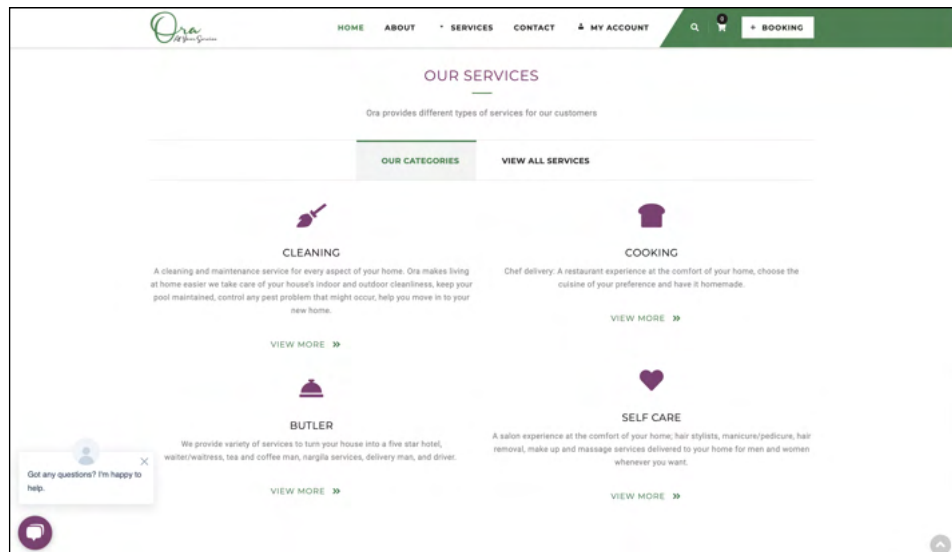 Ora
At Your Service
HOME ABOUT SERVICES CONTACT MY ACCOUNT 0 + BOOKING
OUR SERVICES
Ora provides different types of services for our customers
OUR CATEGORIES VIEW ALL SERVICES
CLEANING
A cleaning and maintenance service for every aspect of your home. Ora makes living
at home easier we take care of your house's indoor and outdoor cleanliness, keep your
pool maintained, control any pest problem that might occur, help you move in to your
new home.
VIEW MORE »
COOKING
Chef delivery: A restaurant experience at the comfort of your home, choose the
cuisine of your preference and have it homemade.
VIEW MORE »
BUTLER
We provide variety of services to turn your house into a five star hotel,
waiter/waitress, tea and coffee man, nargila services, delivery man, and driver.
VIEW MORE »
SELF CARE
A salon experience at the comfort of your home; hair stylists, manicure/pedicure, hair
removal, make up and massage services delivered to your home for men and women
whenever you want.
VIEW MORE »
Got any questions? I'm happy to
help.